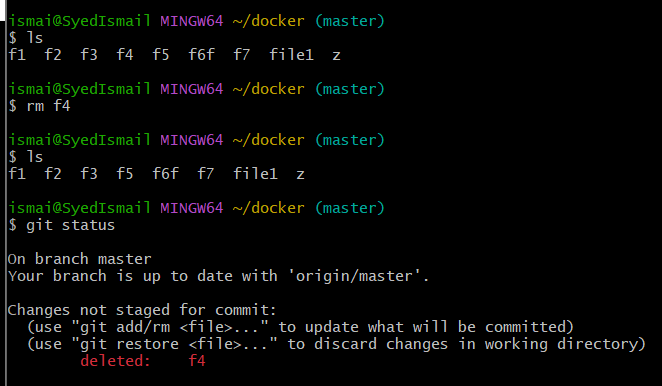 ismai@SyedIsmail MINGW64 ~/docker (master)
$ ls
f1  f2  f3  f4  f5  f6f  f7  file1  z
ismai@SyedIsmail MINGW64 ~/docker (master)
$ rm f4
ismai@SyedIsmail MINGW64 ~/docker (master)
$ ls
f1  f2  f3  f5  f6f  f7  file1  z
ismai@SyedIsmail MINGW64 ~/docker (master)
$ git status
On branch master
Your branch is up to date with 'origin/master'.
Changes not staged for commit:
  (use "git add/rm <file>..." to update what will be committed)
  (use "git restore <file>..." to discard changes in working directory)
        deleted:    f4